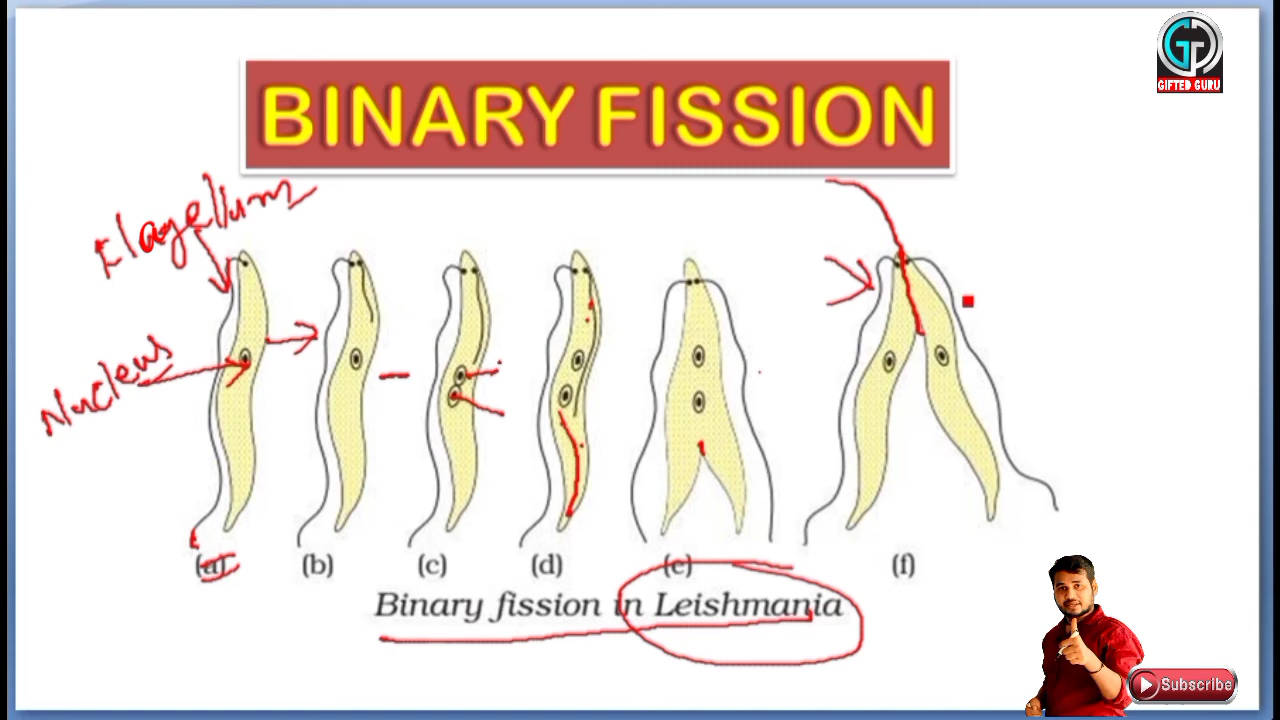 GIFTED GURU
BINARY FISSION
Flagellum
Nucleus
(a) (b) (c) (d) (e) (f)
Binary fission in Leishmania
Subscribe